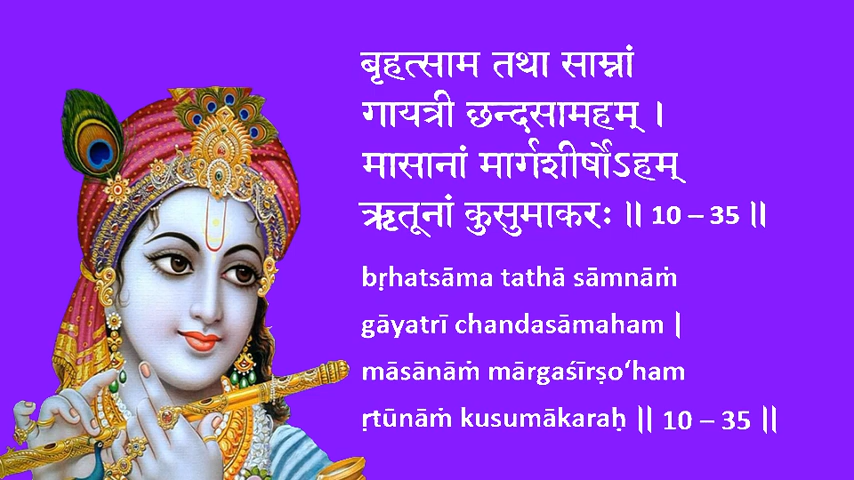 बृहत्साम तथा साम्नां
गायत्री छन्दसामहम् ।
मासानां मार्गशीर्षोऽहम्
ऋतूनां कुसुमाकरः ॥ 10 – 35 ॥
bṛhatsāma tathā sāmnāṁ
gāyatrī chandasāmaham |
māsānāṁ mārgaśīrṣo‘ham
ṛtūnāṁ kusumākaraḥ || 10 – 35 ||